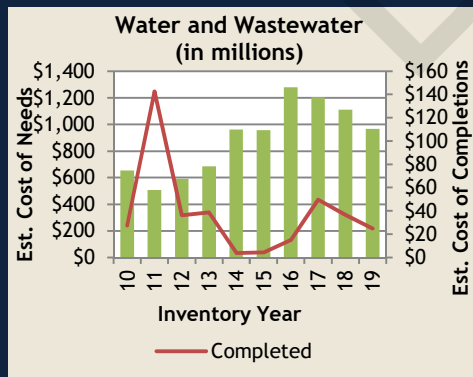 Water and Wastewater
(in millions)
Est. Cost of Needs
$1,400
$1,200
$1,000
$800
$600
$400
$200
$0
$160
$140
$120
$100
$80
$60
$40
$20
$0
Est. Cost of Completions
10 11 12 13 14 15 16 17 18 19
Inventory Year
Completed